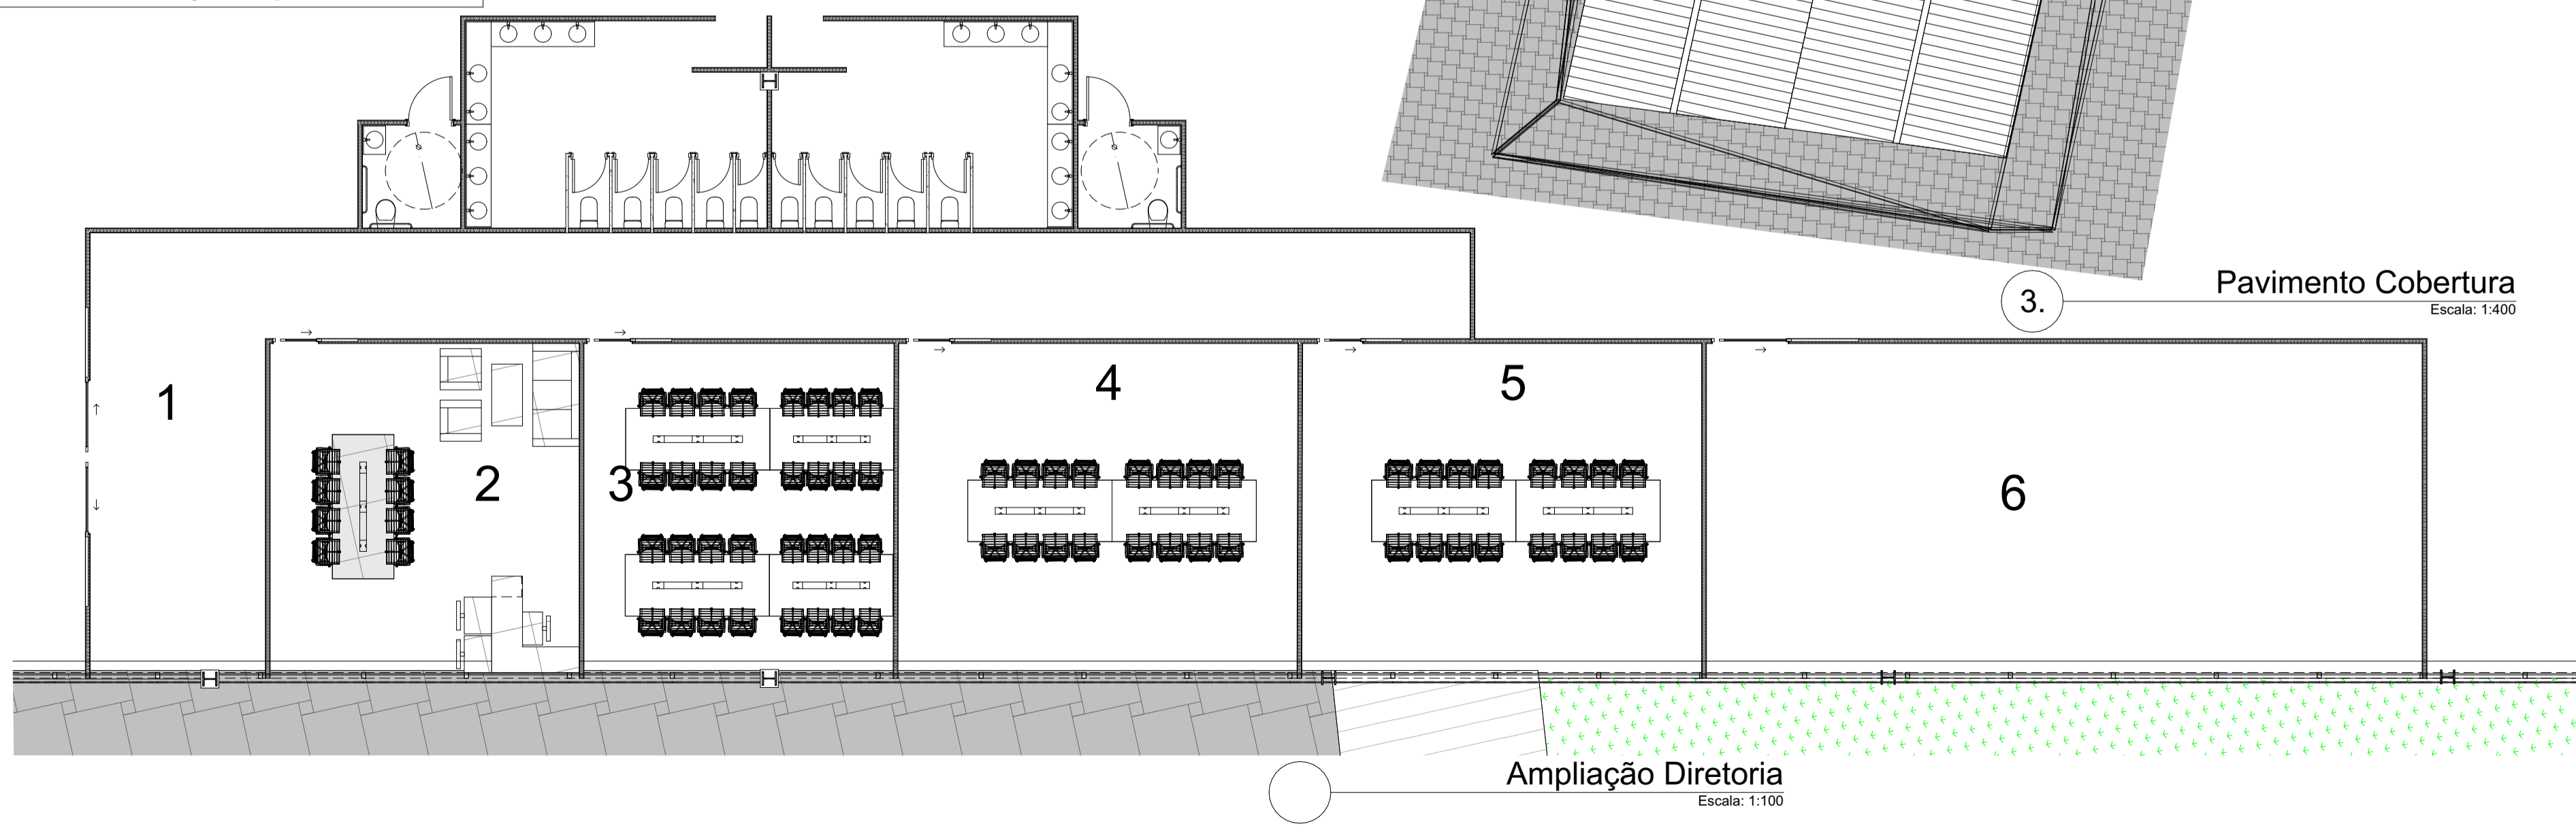 Pavimento Cobertura
3.
Escala: 1:400
1
2
3
4
5
6
Ampliação Diretoria
Escala: 1:100